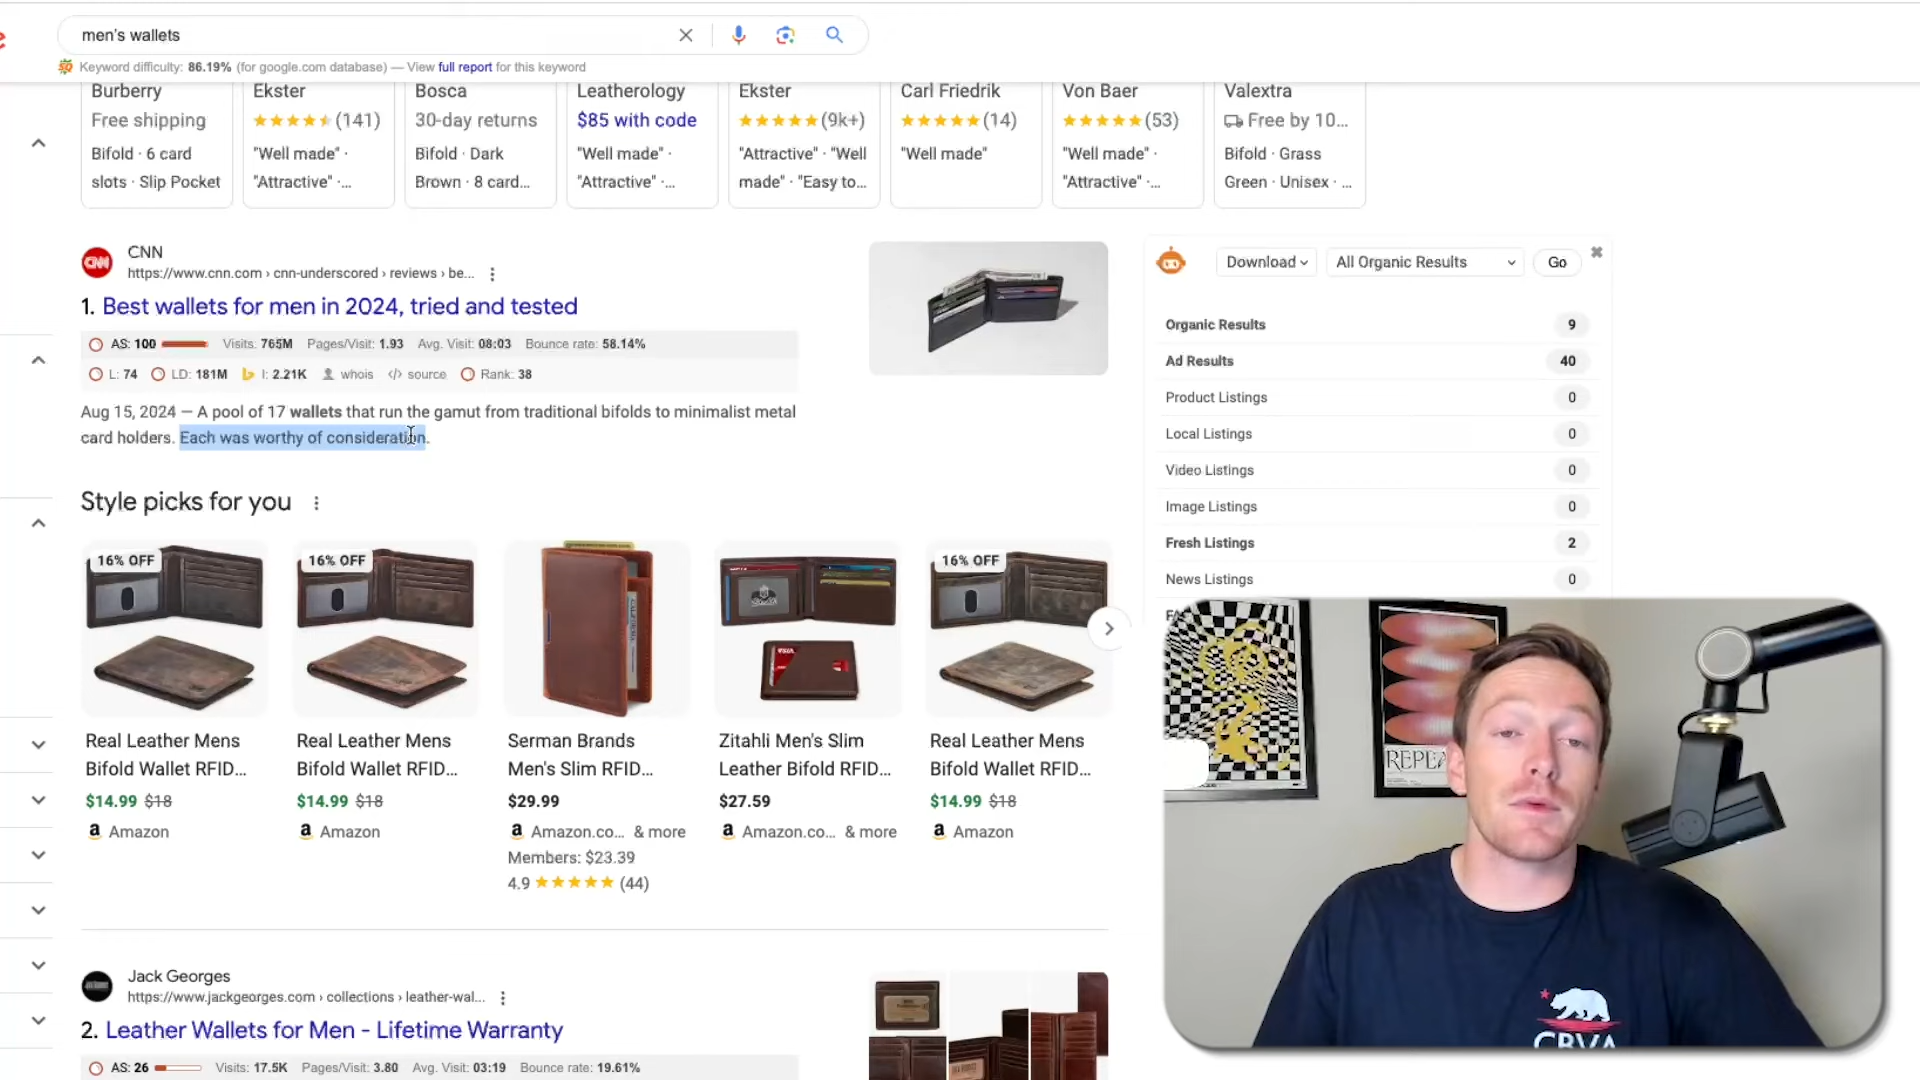 men's wallets
Keyword difficulty: 86.19% (for google.com database) — View full report for this keyword
Burberry
Free shipping
Bifold · 6 card
slots · Slip Pocket
Ekster
(141)
"Well made" ·
"Attractive" ·...
Bosca
30-day returns
Bifold · Dark
Brown · 8 card...
Leatherology
$85 with code
"Well made" ·
"Attractive" ·...
Ekster
(9k+)
"Attractive" · "Well
made" · "Easy to...
Carl Friedrik
(14)
"Well made"
Von Baer
(53)
"Well made" ·
"Attractive" ·...
Valextra
Free by 10...
Bifold · Grass
Green · Unisex · ...
CNN
CNN
https://www.cnn.com › cnn-underscored › reviews › be...
1. Best wallets for men in 2024, tried and tested
AS: 100 Visits: 765M Pages/Visit: 1.93 Avg. Visit: 08:03 Bounce rate: 58.14%
L: 74 LD: 181M I: 2.21K whois </> source Rank: 38
Aug 15, 2024 — A pool of 17 wallets that run the gamut from traditional bifolds to minimalist metal
card holders. Each was worthy of consideration.
Download
All Organic Results
Go
Organic Results 9
Ad Results 40
Product Listings 0
Local Listings 0
Video Listings 0
Image Listings 0
Fresh Listings 2
News Listings 0
Style picks for you
16% OFF
Real Leather Mens
Bifold Wallet RFID...
$14.99 $18
Amazon
16% OFF
Real Leather Mens
Bifold Wallet RFID...
$14.99 $18
Amazon
Serman Brands
Men's Slim RFID...
$29.99
Amazon.co... & more
Members: $23.39
4.9 (44)
Zitahli Men's Slim
Leather Bifold RFID...
$27.59
Amazon.co... & more
16% OFF
Real Leather Mens
Bifold Wallet RFID...
$14.99 $18
Amazon
Jack Georges
https://www.jackgeorges.com › collections › leather-wal...
2. Leather Wallets for Men - Lifetime Warranty
AS: 26 Visits: 17.5K Pages/Visit: 3.80 Avg. Visit: 03:19 Bounce rate: 19.61%
CBVA